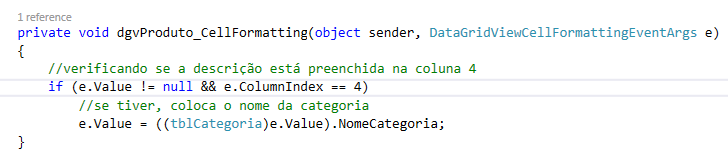 1 reference
private void dgvProduto_CellFormatting(object sender, DataGridViewCellFormattingEventArgs e)
{
    //verificando se a descrição está preenchida na coluna 4
    if (e.Value != null && e.ColumnIndex == 4)
        //se tiver, coloca o nome da categoria
        e.Value = ((tblCategoria)e.Value).NomeCategoria;
}